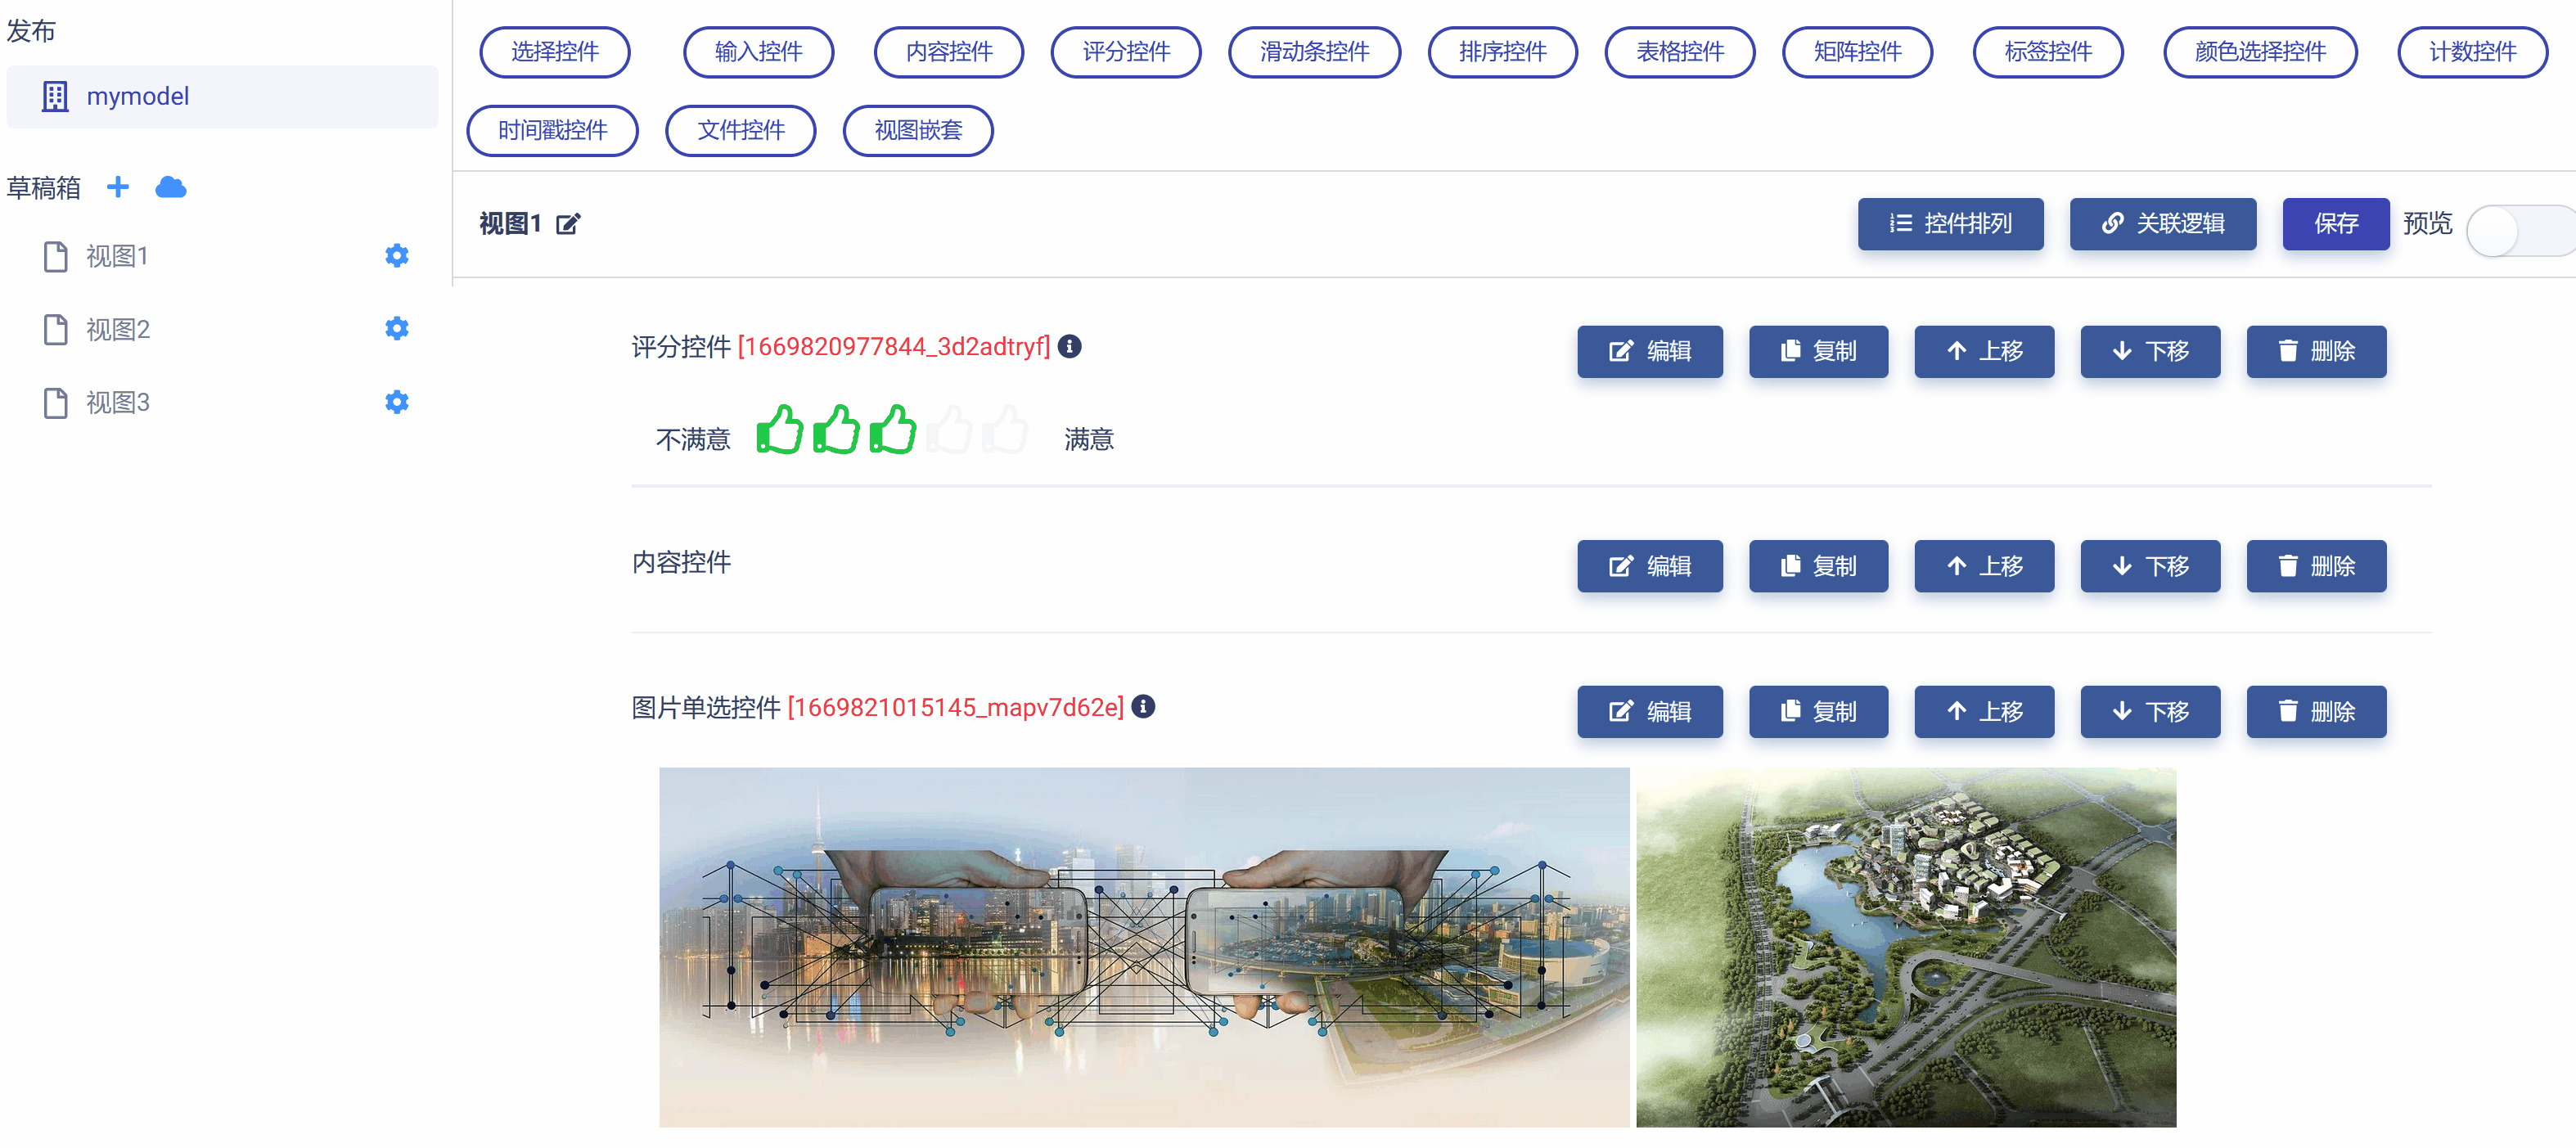 发布
mymodel
草稿箱
视图1
视图2
视图3
选择控件 输入控件 内容控件 评分控件 滑动条控件 排序控件 表格控件 矩阵控件 标签控件 颜色选择控件 计数控件
时间戳控件 文件控件 视图嵌套
视图1 控件排列 关联逻辑 保存 预览
评分控件 [1669820977844_3d2adtryf] 编辑 复制 上移 下移 删除
不满意 满意
内容控件 编辑 复制 上移 下移 删除
图片单选控件 [1669821015145_mapv7d62e] 编辑 复制 上移 下移 删除